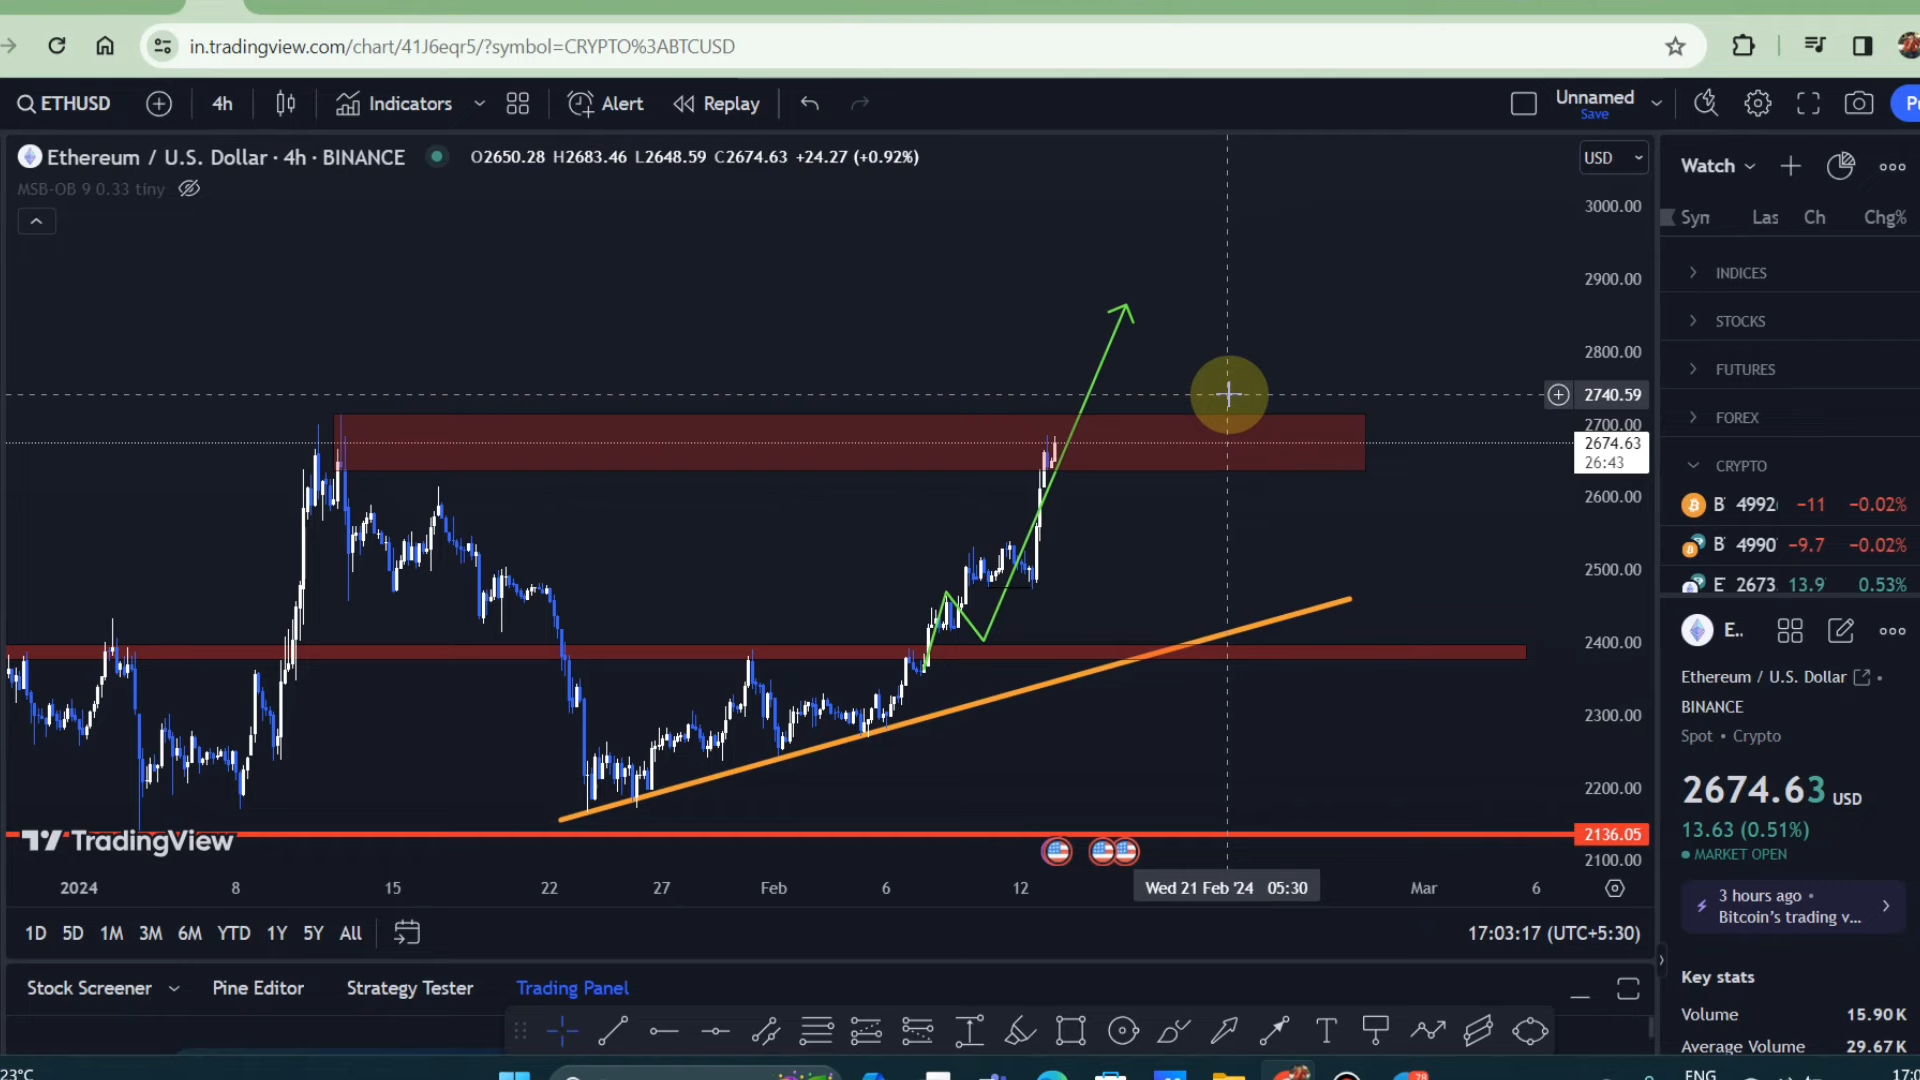 in.tradingview.com/chart/41J6eqr5/?symbol=CRYPTO%3ABTCUSD
ETHUSD 4h Indicators Alert Replay Unnamed
Save
Ethereum / U.S. Dollar · 4h · BINANCE O2650.28 H2683.46 L2648.59 C2674.63 +24.27 (+0.92%)
USD
MSB-OB 9 0.33 tiny
3000.00
2900.00
2800.00
2740.59
2700.00
2674.63
26:43
2600.00
2500.00
2400.00
2300.00
2200.00
2136.05
2100.00
TradingView
2024 8 15 22 27 Feb 6 12 Wed 21 Feb '24 05:30 Mar 6
1D 5D 1M 3M 6M YTD 1Y 5Y All
17:03:17 (UTC+5:30)
Stock Screener Pine Editor Strategy Tester Trading Panel
Watch
Syn Las Ch Chg%
INDICES
STOCKS
FUTURES
FOREX
CRYPTO
B 4992 −11 −0.02%
B 4990 −9.7 −0.02%
E 2673 13.9 0.53%
E..
Ethereum / U.S. Dollar
BINANCE
Spot • Crypto
2674.63 USD
13.63 (0.51%)
MARKET OPEN
3 hours ago •
Bitcoin's trading v...
Key stats
Volume 15.90K
Average Volume 29.67K
23°C
78
ENG